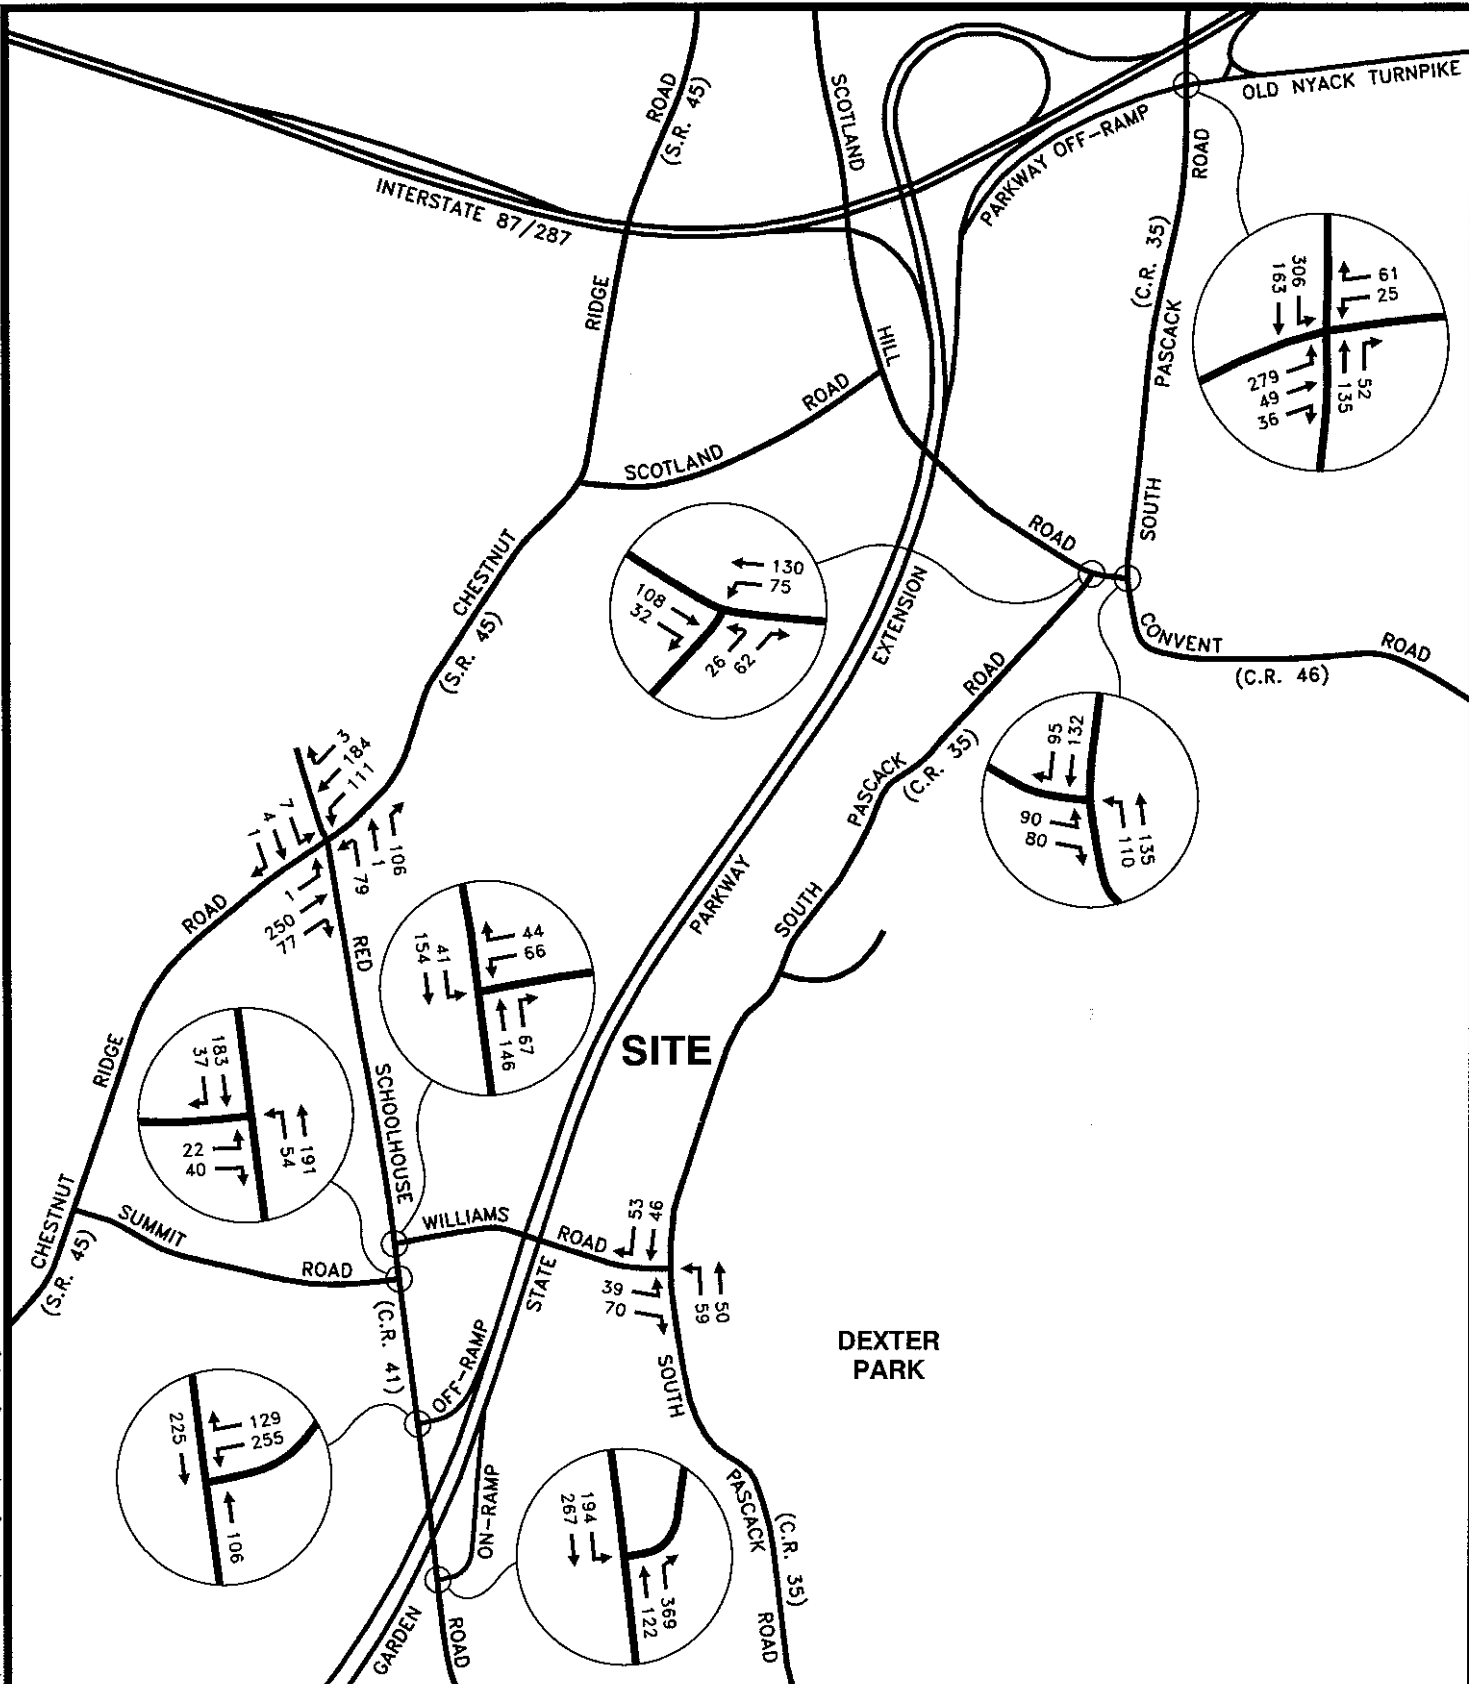 ROAD
(S.R. 45)
SCOTLAND
OLD NYACK TURNPIKE
PARKWAY OFF-RAMP
ROAD
INTERSTATE 87/287
(C.R. 35)
RIDGE
HILL
PASCACK
306
163
61
25
279
49
36
135
52
ROAD
SCOTLAND
SOUTH
ROAD
CHESTNUT
(S.R. 45)
130
75
108
32
26
62
EXTENSION
ROAD
CONVENT
ROAD
(C.R. 46)
PASCACK
(C.R. 35)
95
132
90
80
110
135
3
184
111
7
4
1
1
106
79
1
250
77
ROAD
RED
PARKWAY
SOUTH
44
66
41
154
67
146
SITE
RIDGE
183
37
22
40
54
191
SCHOOLHOUSE
CHESTNUT
(S.R. 45)
SUMMIT
ROAD
WILLIAMS
ROAD
53
46
39
70
59
50
STATE
(C.R. 41)
OFF-RAMP
DEXTER
PARK
SOUTH
225
129
255
106
ON-RAMP
194
267
369
122
PASCACK
(C.R. 35)
GARDEN
ROAD
ROAD